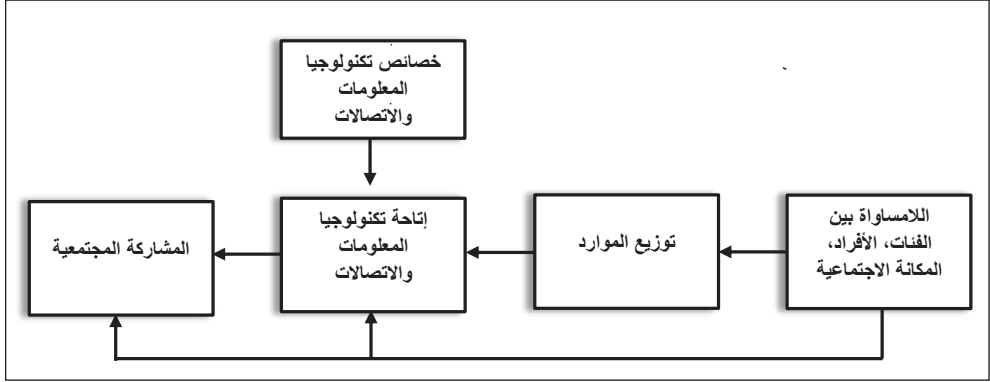 خصائص تكنولوجيا
المعلومات
والاتصالات
اللامساواة بين
الفئات، الأفراد،
المكانة الاجتماعية
توزيع الموارد
إتاحة تكنولوجيا
المعلومات
والاتصالات
المشاركة المجتمعية